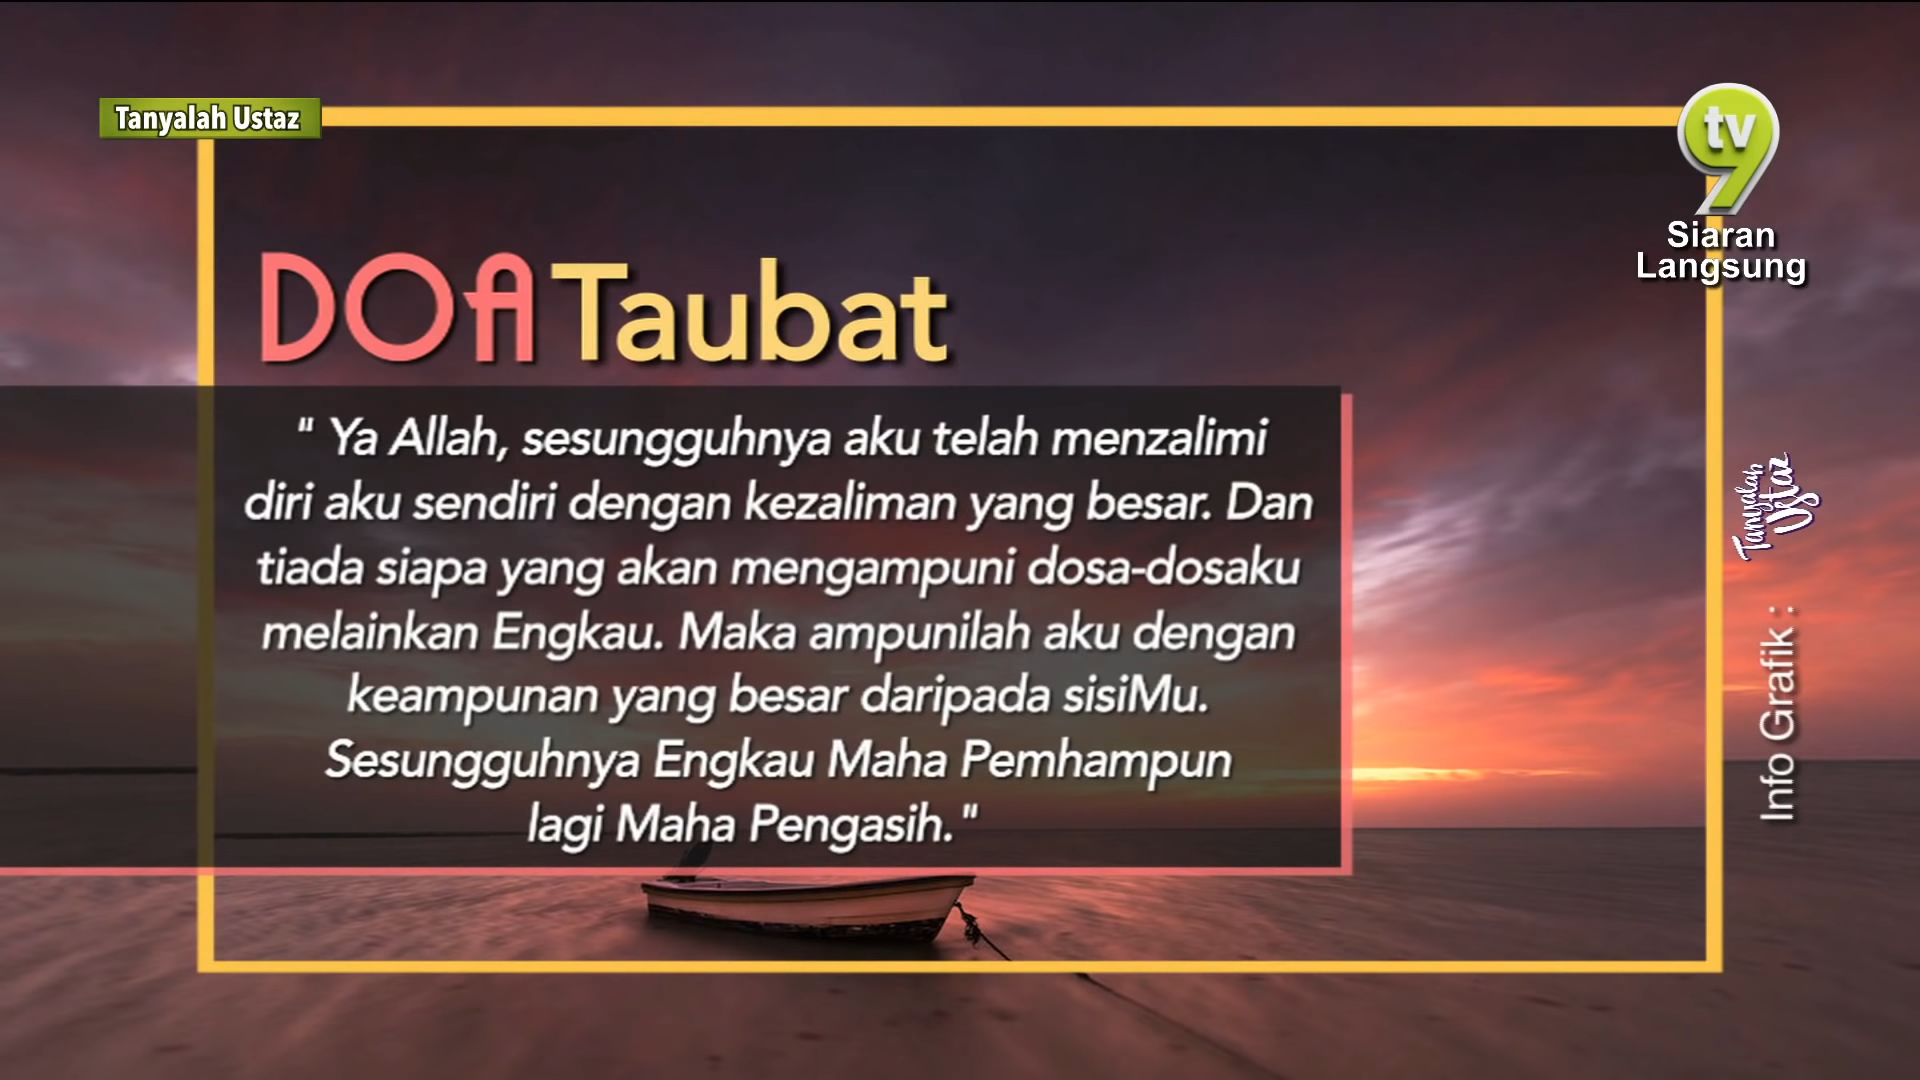 Tanyalah Ustaz
tv
9
Siaran
Langsung
DOA Taubat
" Ya Allah, sesungguhnya aku telah menzalimi
diri aku sendiri dengan kezaliman yang besar. Dan
tiada siapa yang akan mengampuni dosa-dosaku
melainkan Engkau. Maka ampunilah aku dengan
keampunan yang besar daripada sisiMu.
Sesungguhnya Engkau Maha Pemhampun
lagi Maha Pengasih."
Info Grafik :
Tanyalah
Ustaz